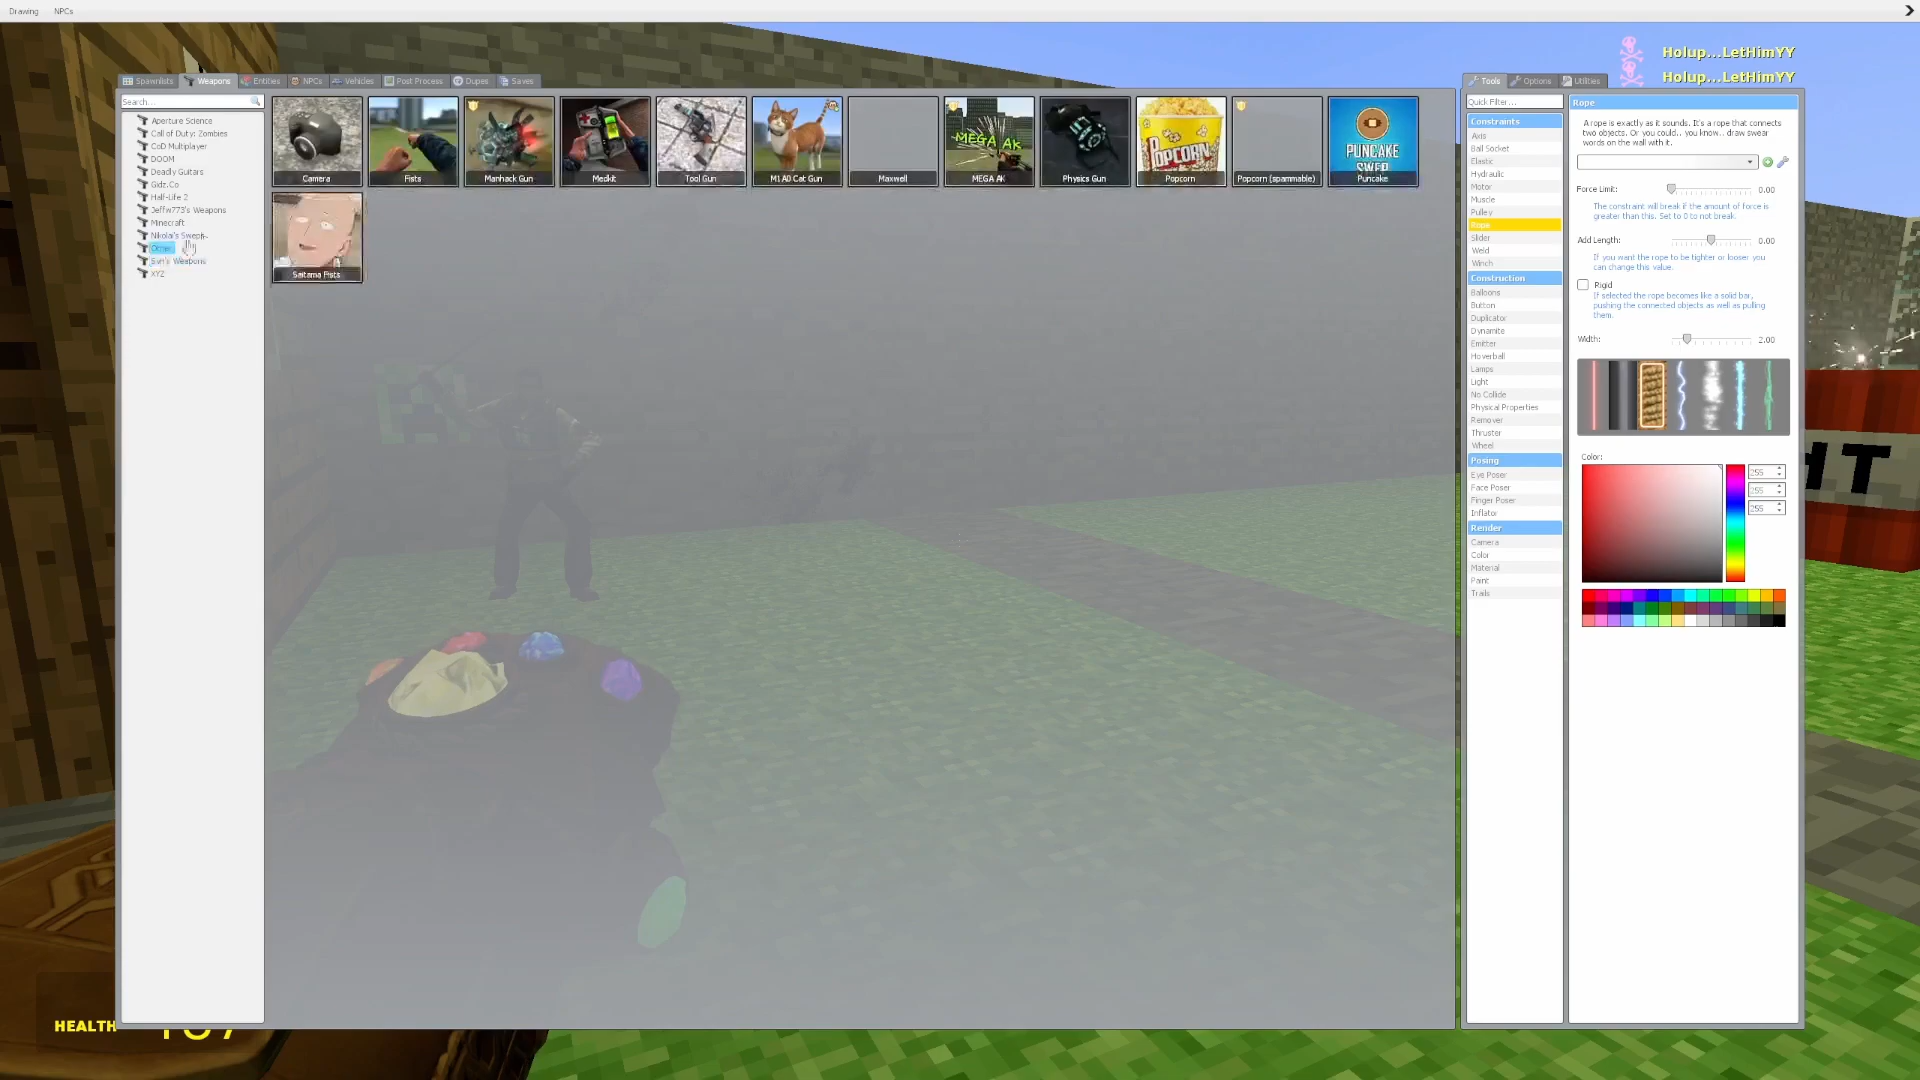 Drawing NPCs
Holup...LetHimYY
Holup...LetHimYY
Spawnlists Weapons Entities NPCs Vehicles Post Process Dupes Saves
Tools Options Utilities
Search...
Aperture Science
Call of Duty: Zombies
CoD Multiplayer
DOOM
Deadly Guitars
Gidz.Co
Half-Life 2
Jeffw773's Weapons
Minecraft
Nikolai's Sweps
Other
Weapons
XYZ
Camera
Fists
Manhack Gun
Medkit
Tool Gun
M1A0 Cat Gun
Maxwell
MEGA Ak
MEGA AK
Physics Gun
POPCORN
Popcorn
Popcorn (spammable)
PUNCAKE
SWEP
Puncake
Saitama Fists
Quick Filter...
Constraints
Axis
Ball Socket
Elastic
Hydraulic
Motor
Muscle
Pulley
Rope
Slider
Weld
Winch
Construction
Balloons
Button
Duplicator
Dynamite
Emitter
Hoverball
Lamps
Light
No Collide
Physical Properties
Remover
Thruster
Wheel
Posing
Eye Poser
Face Poser
Finger Poser
Inflator
Render
Camera
Color
Material
Paint
Trails
Rope
A rope is exactly as it sounds. It's a rope that connects
two objects. Or you could.. you know.. draw swear
words on the wall with it.
Force Limit: 0.00
The constraint will break if the amount of force is
greater than this. Set to 0 to not break.
Add Length: 0.00
If you want the rope to be tighter or looser you
can change this value.
Rigid
If selected the rope becomes like a solid bar,
pushing the connected objects as well as pulling
them.
Width: 2.00
Color:
255
255
255
HEALTH